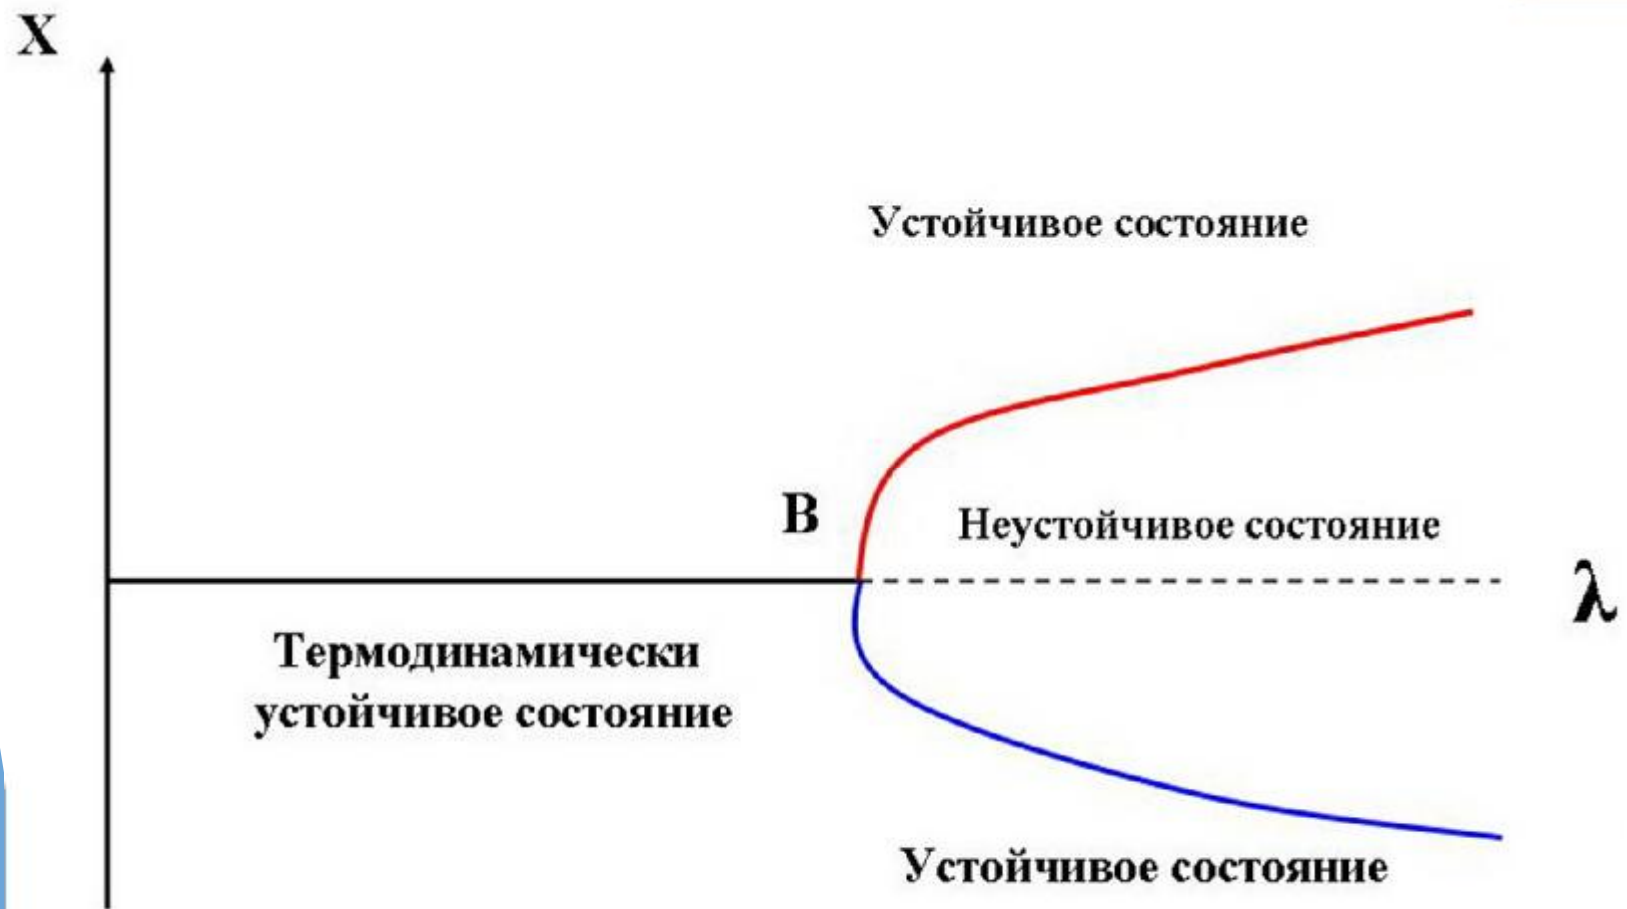 X
Устойчивое состояние
B
Неустойчивое состояние
λ
Термодинамически
устойчивое состояние
Устойчивое состояние